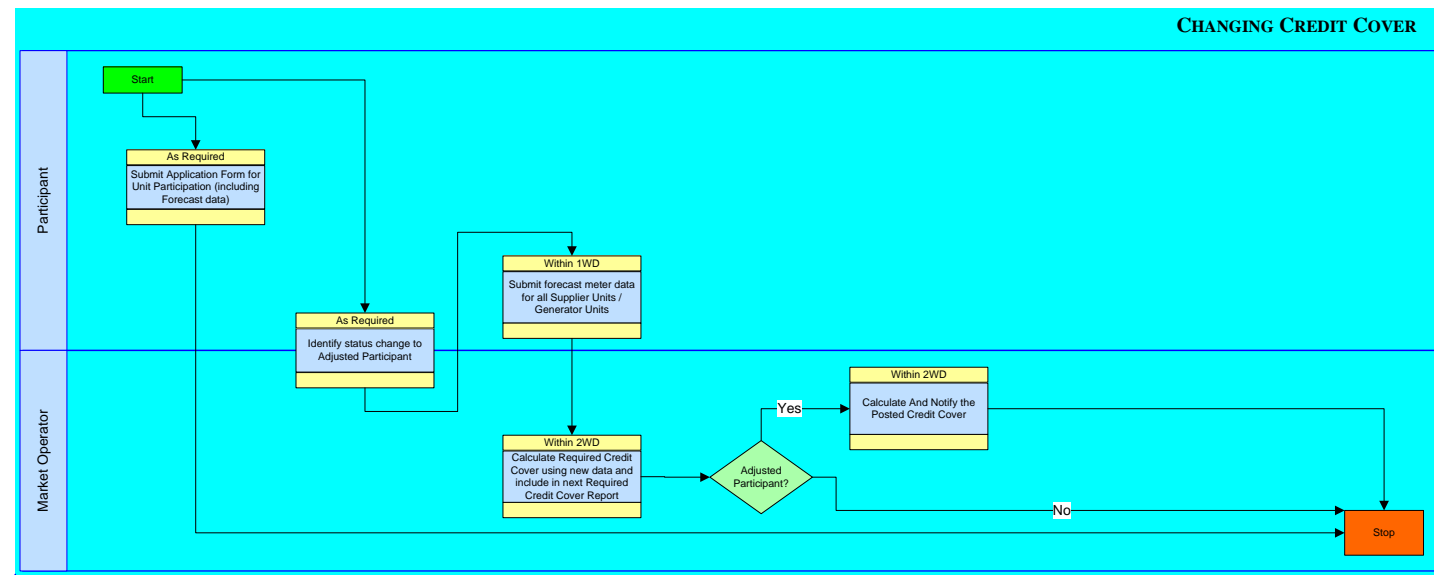 CHANGING CREDIT COVER
Participant
Start
As Required
Submit Application Form for
Unit Participation (including
Forecast data)
Within 1WD
Submit forecast meter data
for all Supplier Units /
Generator Units
As Required
Identify status change to
Adjusted Participant
Market Operator
Within 2WD
Calculate And Notify the
Posted Credit Cover
Yes
Within 2WD
Calculate Required Credit
Cover using new data and
include in next Required
Credit Cover Report
Adjusted
Participant?
No
Stop